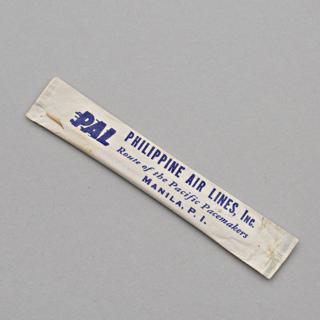 PAL
PHILIPPINE AIR LINES, Inc.
Route of the Pacific Pacemakers
MANILA, P. I.